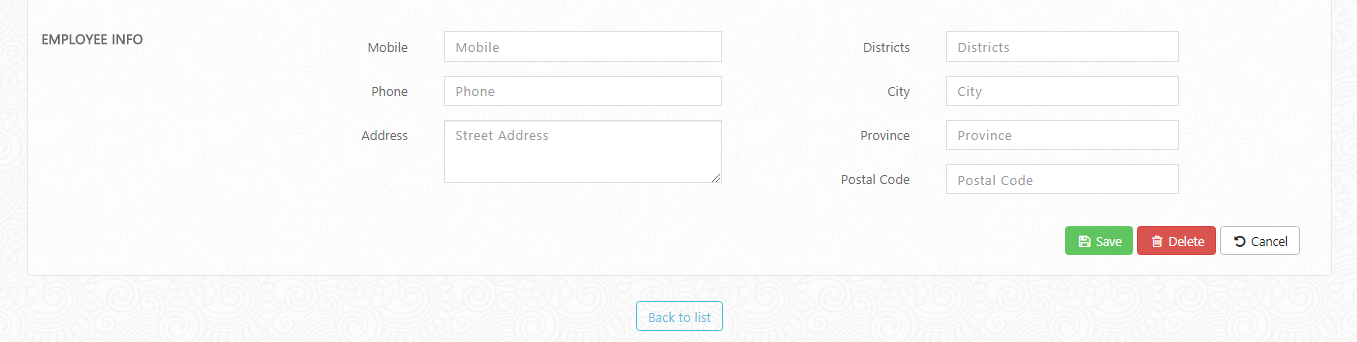 EMPLOYEE INFO
Mobile
Mobile
Districts
Districts
Phone
Phone
City
City
Address
Street Address
Province
Province
Postal Code
Postal Code
Save
Delete
Cancel
Back to list